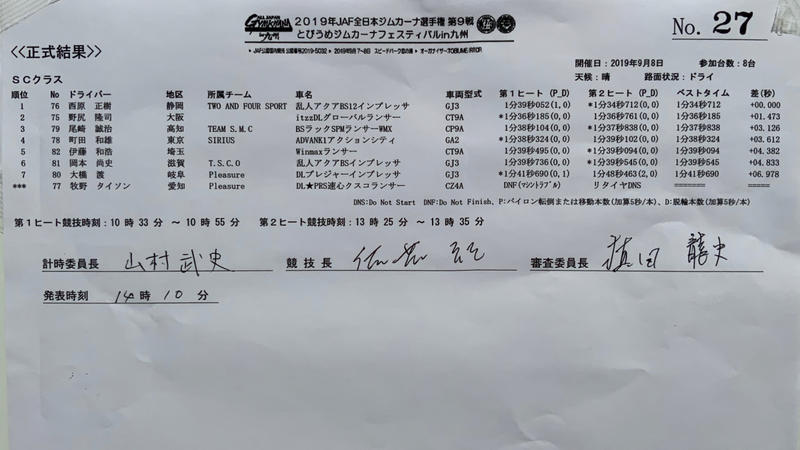 ALL JAPAN
GYMKHANA
in九州
2019年JAF全日本ジムカーナ選手権 第9戦
とびうめジムカーナフェスティバルin九州
No. 27
<<正式結果>>
開催日：2019年9月8日 参加台数：8台
SCクラス 天候：晴 路面状況：ドライ
順位 No ドライバー 地区 所属チーム 車名 車両型式 第1ヒート(P_D) 第2ヒート(P_D) ベストタイム 差(秒)
1 76 西原 正樹 静岡 TWO AND FOUR SPORT 乱人アクアBS12インプレッサ GJ3 1分39秒052(1,0) *1分34秒712(0,0) 1分34秒712 +00.000
2 75 野尻 隆司 大阪 itzzDLグローバルランサー CT9A *1分36秒185(0,0) 1分36秒761(0,0) 1分36秒185 +01.473
3 79 尾崎 誠治 高知 TEAM S.M.C BSラックSPMランサーWMX CP9A 1分38秒104(0,0) *1分37秒838(0,0) 1分37秒838 +03.126
4 78 町田 和雄 東京 SIRIUS ADVANK1アクションシティ GA2 *1分38秒324(0,0) 1分39秒102(0,0) 1分38秒324 +03.612
5 82 伊藤 和浩 埼玉 Winmaxランサー CT9A 1分39秒495(0,0) *1分39秒094(0,0) 1分39秒094 +04.382
6 81 岡本 尚史 滋賀 T.S.C.O 乱人アクアBSインプレッサ GJ3 1分39秒736(0,0) *1分39秒545(0,0) 1分39秒545 +04.833
7 80 大橋 渡 岐阜 Pleasure DLプレジャーインプレッサ GJ3 *1分41秒690(0,1) 1分48秒463(2,0) 1分41秒690 +06.978
*** 77 牧野 タイソン 愛知 Pleasure DL★PRS速心クスコランサー CZ4A DNF(マシントラブル) リタイヤDNS ======= =======
DNS:Do Not Start DNF:Do Not Finish、P:パイロン転倒または移動本数(加算5秒/本)、D:脱輪本数(加算5秒/本)
第1ヒート競技時刻：10 時 33 分 ～ 10 時 55 分 第2ヒート競技時刻：13 時 25 分 ～ 13 時 35 分
計時委員長 山村 武史 競技長 審査委員長
発表時刻 14 時 10 分